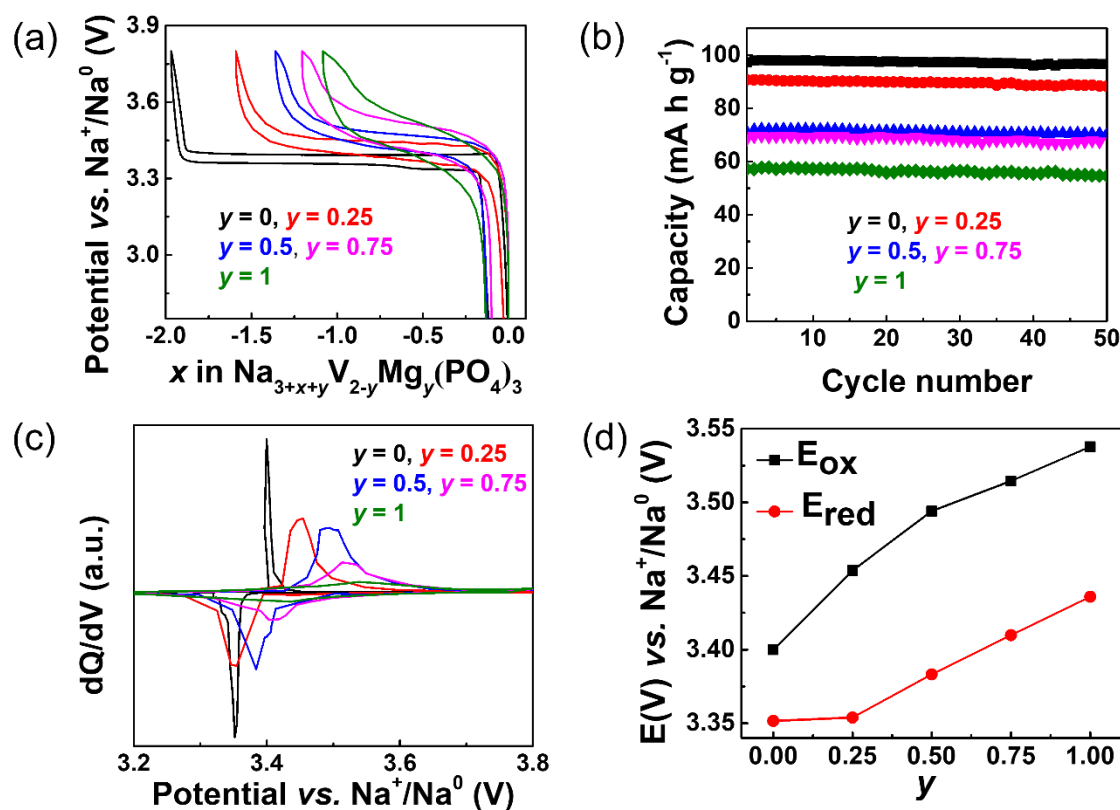 (a)
Potential vs. Na⁺/Na⁰ (V)
3.9
3.6
3.3
3.0
y = 0, y = 0.25
y = 0.5, y = 0.75
y = 1
-2.0 -1.5 -1.0 -0.5 0.0
x in Na₃₊ₓ₊ᵧV₂₋ᵧMgᵧ(PO₄)₃
(b)
Capacity (mA h g⁻¹)
100
80
60
40
20
0
y = 0, y = 0.25
y = 0.5, y = 0.75
y = 1
10 20 30 40 50
Cycle number
(c)
dQ/dV (a.u.)
y = 0, y = 0.25
y = 0.5, y = 0.75
y = 1
3.2 3.4 3.6 3.8
Potential vs. Na⁺/Na⁰ (V)
(d)
E(V) vs. Na⁺/Na⁰ (V)
3.55
3.50
3.45
3.40
3.35
Eox
Ered
0.00 0.25 0.50 0.75 1.00
y